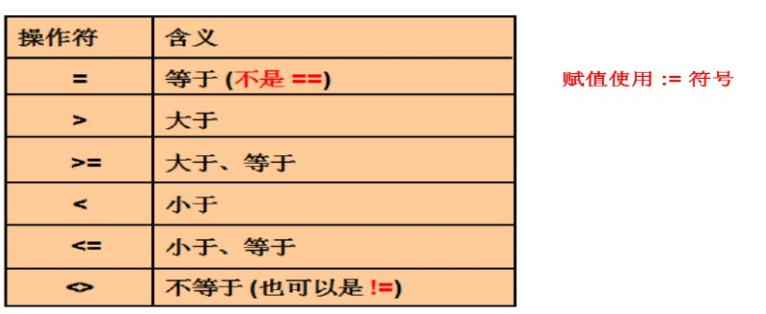 操作符 含义
= 等于 (不是 ==)
赋值使用 := 符号
> 大于
>= 大于、等于
< 小于
<= 小于、等于
<> 不等于 (也可以是 !=)